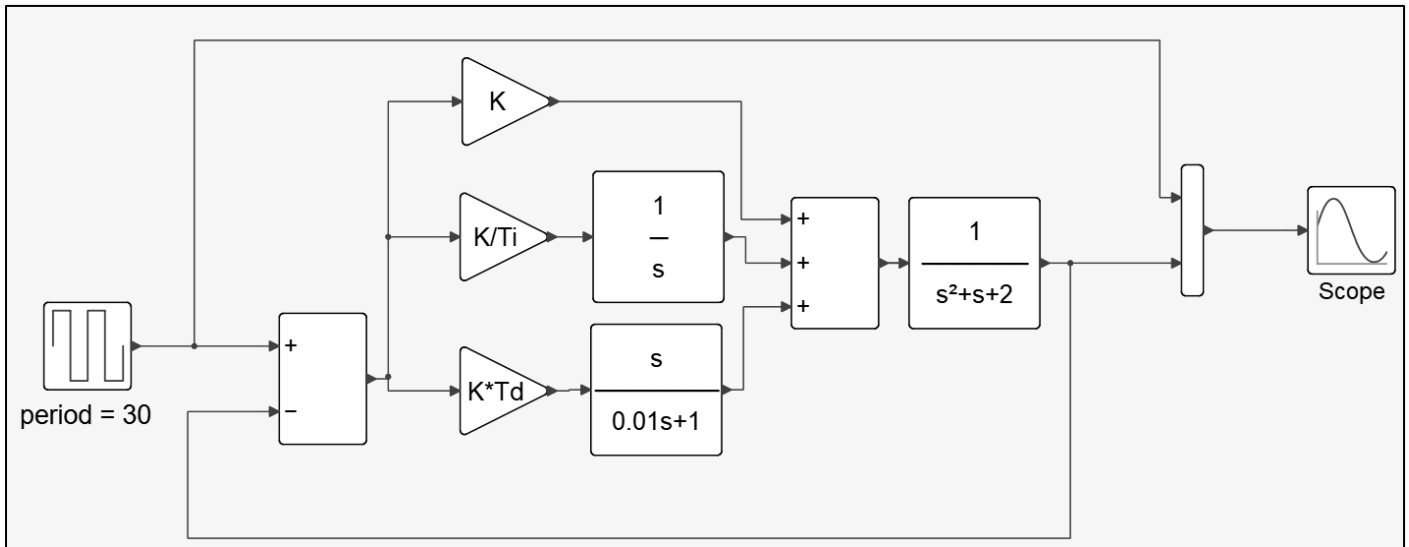 K
K/Ti
1
s
+
+
+
1
s²+s+2
Scope
period = 30
+
−
K*Td
s
0.01s+1